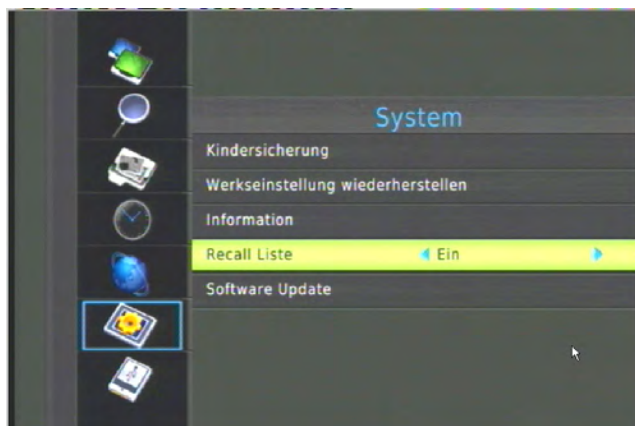 System
Kindersicherung
Werkseinstellung wiederherstellen
Information
Recall Liste Ein
Software Update